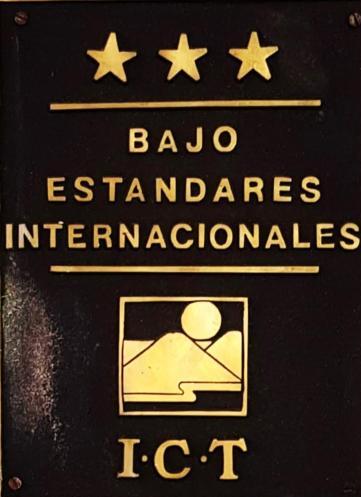 BAJO
ESTANDARES
INTERNACIONALES
I·C·T